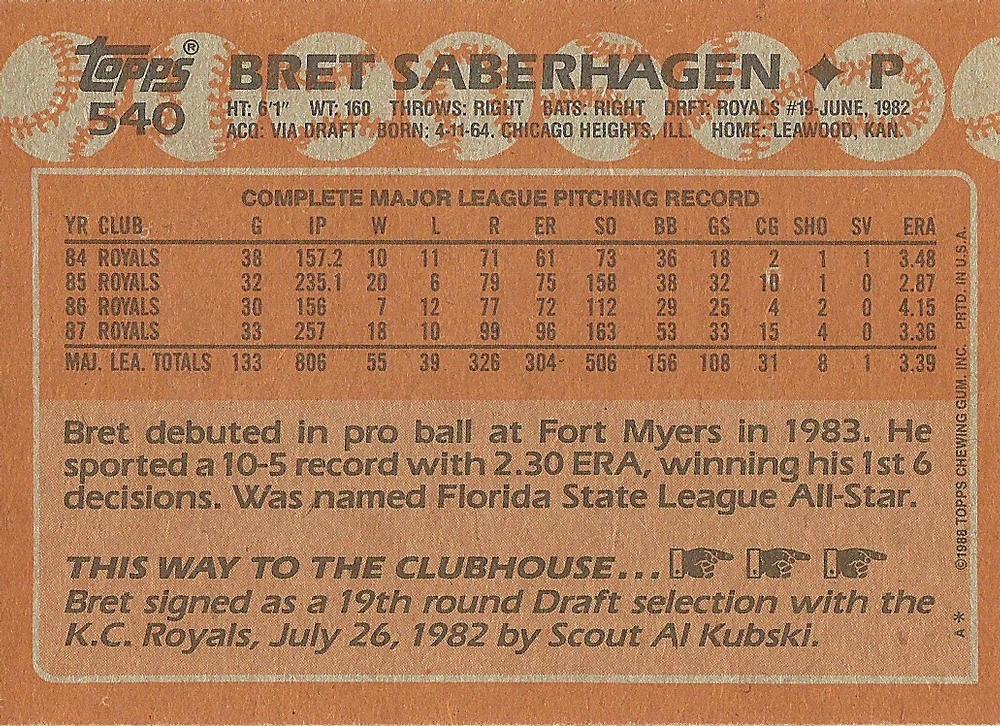 topps®
540
BRET SABERHAGEN ✦ P
HT: 6'1" WT: 160 THROWS: RIGHT BATS: RIGHT DRFT: ROYALS #19-JUNE, 1982
ACQ: VIA DRAFT BORN: 4-11-64, CHICAGO HEIGHTS, ILL. HOME: LEAWOOD, KAN.
COMPLETE MAJOR LEAGUE PITCHING RECORD
YR CLUB G IP W L R ER SO BB GS CG SHO SV ERA
84 ROYALS 38 157.2 10 11 71 61 73 36 18 2 1 1 3.48
85 ROYALS 32 235.1 20 6 79 75 158 38 32 10 1 0 2.87
86 ROYALS 30 156 7 12 77 72 112 29 25 4 2 0 4.15
87 ROYALS 33 257 18 10 99 96 163 53 33 15 4 0 3.36
MAJ. LEA. TOTALS 133 806 55 39 326 304 506 156 108 31 8 1 3.39
Bret debuted in pro ball at Fort Myers in 1983. He
sported a 10-5 record with 2.30 ERA, winning his 1st 6
decisions. Was named Florida State League All-Star.
THIS WAY TO THE CLUBHOUSE...
Bret signed as a 19th round Draft selection with the
K.C. Royals, July 26, 1982 by Scout Al Kubski.
A * ©1988 TOPPS CHEWING GUM, INC. PRTD. IN U.S.A.